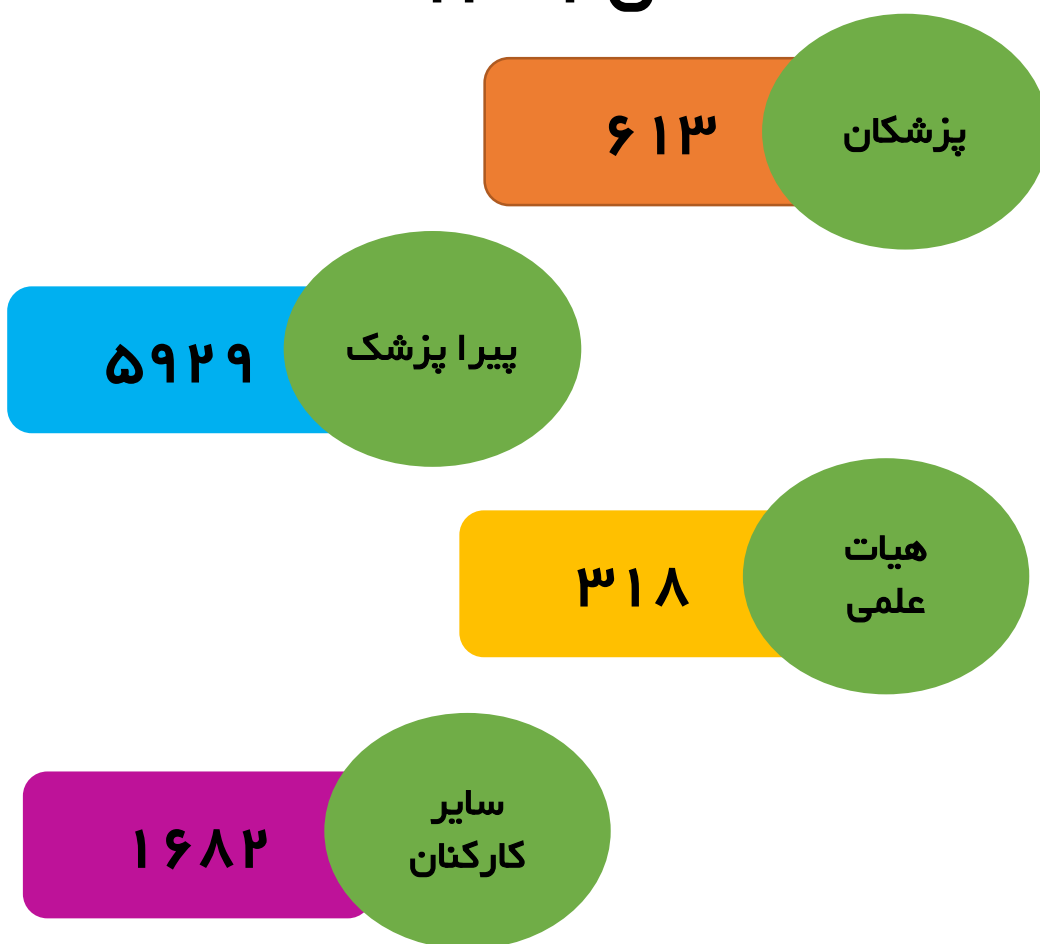 پزشکان
۶۱۳
پیرا پزشک
۵۹۲۹
هیات
علمی
۳۱۸
سایر
کارکنان
۱۶۸۲